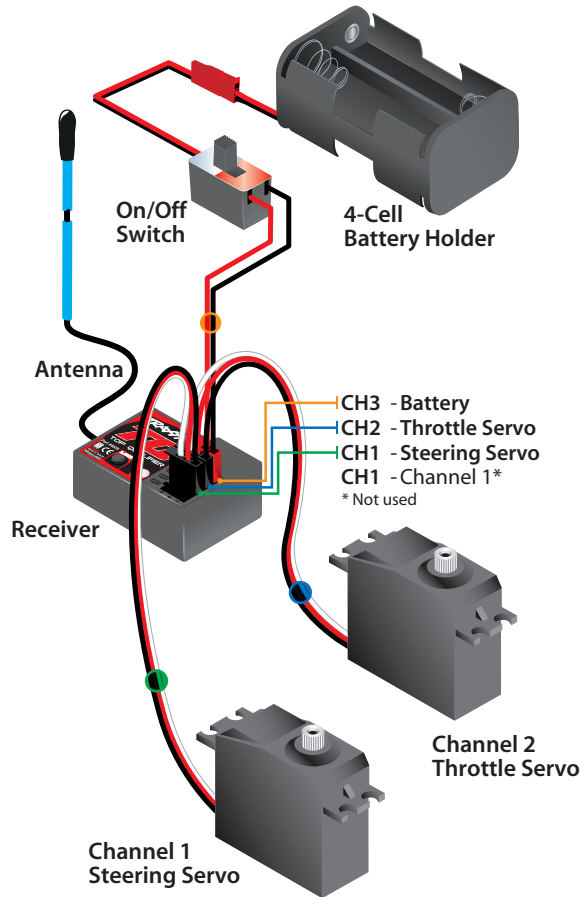 On/Off
Switch
4-Cell
Battery Holder
Antenna
CH3 - Battery
CH2 - Throttle Servo
CH1 - Steering Servo
CH1 - Channel 1*
* Not used
Receiver
Channel 2
Throttle Servo
Channel 1
Steering Servo